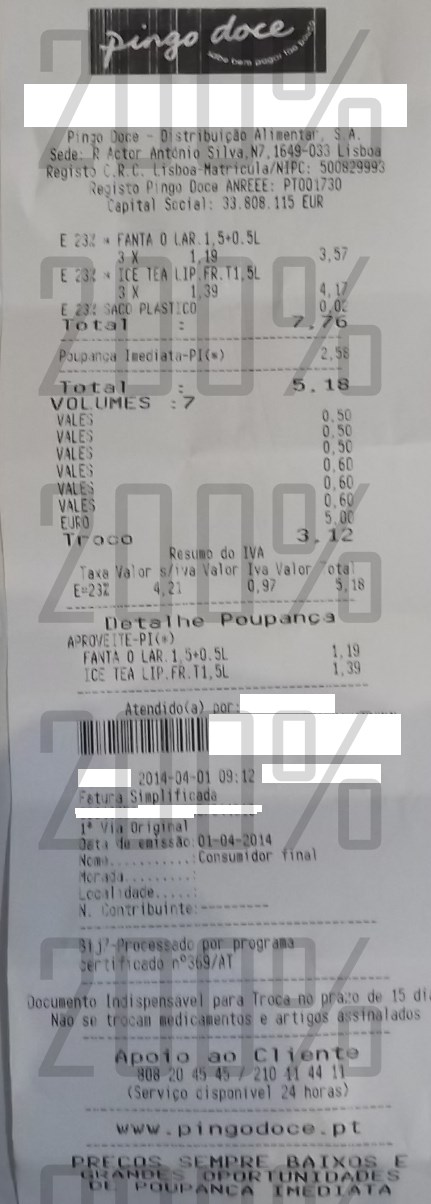 pingo doce
sabe bem pagar tão pouco
Pingo Doce - Distribuição Alimentar, S.A.
Sede: R Actor António Silva,N7,1649-033 Lisboa
Registo C.R.C. Lisboa-Matricula/NIPC: 500829993
Registo Pingo Doce ANREEE: PT001730
Capital Social: 33.808.115 EUR
E 23% * FANTA O LAR.1,5+0.5L
3 X 1,19 3,57
E 23% * ICE TEA LIP.FR.T1,5L
3 X 1,39 4,17
E 23% SACO PLASTICO 0,02
Total : 7,76
Poupança Imediata-PI(*) 2,58
Total : 5.18
VOLUMES :7
VALES 0,50
VALES 0,50
VALES 0,50
VALES 0,60
VALES 0,60
VALES 0,60
EURO 5,00
Troco 3.12
Resumo do IVA
Taxa Valor s/iva Valor Iva Valor Total
E=23% 4,21 0,97 5,18
Detalhe Poupança
APROVEITE-PI(*)
FANTA O LAR.1,5+0.5L 1,19
ICE TEA LIP.FR.T1,5L 1,39
Atendido(a) por:
2014-04-01 09:12
Fatura Simplificada
1ª Via Original
Data de emissão:01-04-2014
Nome...........:Consumidor final
Morada.........:
Localidade.....:
N. Contribuinte:---------
Sij?-Processado por programa
certificado nº369/AT
Documento Indispensavel para Troca no prazo de 15 dia
Não se trocam medicamentos e artigos assinalados
Apoio ao Cliente
808 20 45 45 / 210 11 44 11
(Serviço disponivel 24 horas)
www.pingodoce.pt
PREÇOS SEMPRE BAIXOS E
GRANDES OPORTUNIDADES
DE POUPANÇA IMEDIATA
200%
200%
200%
200%